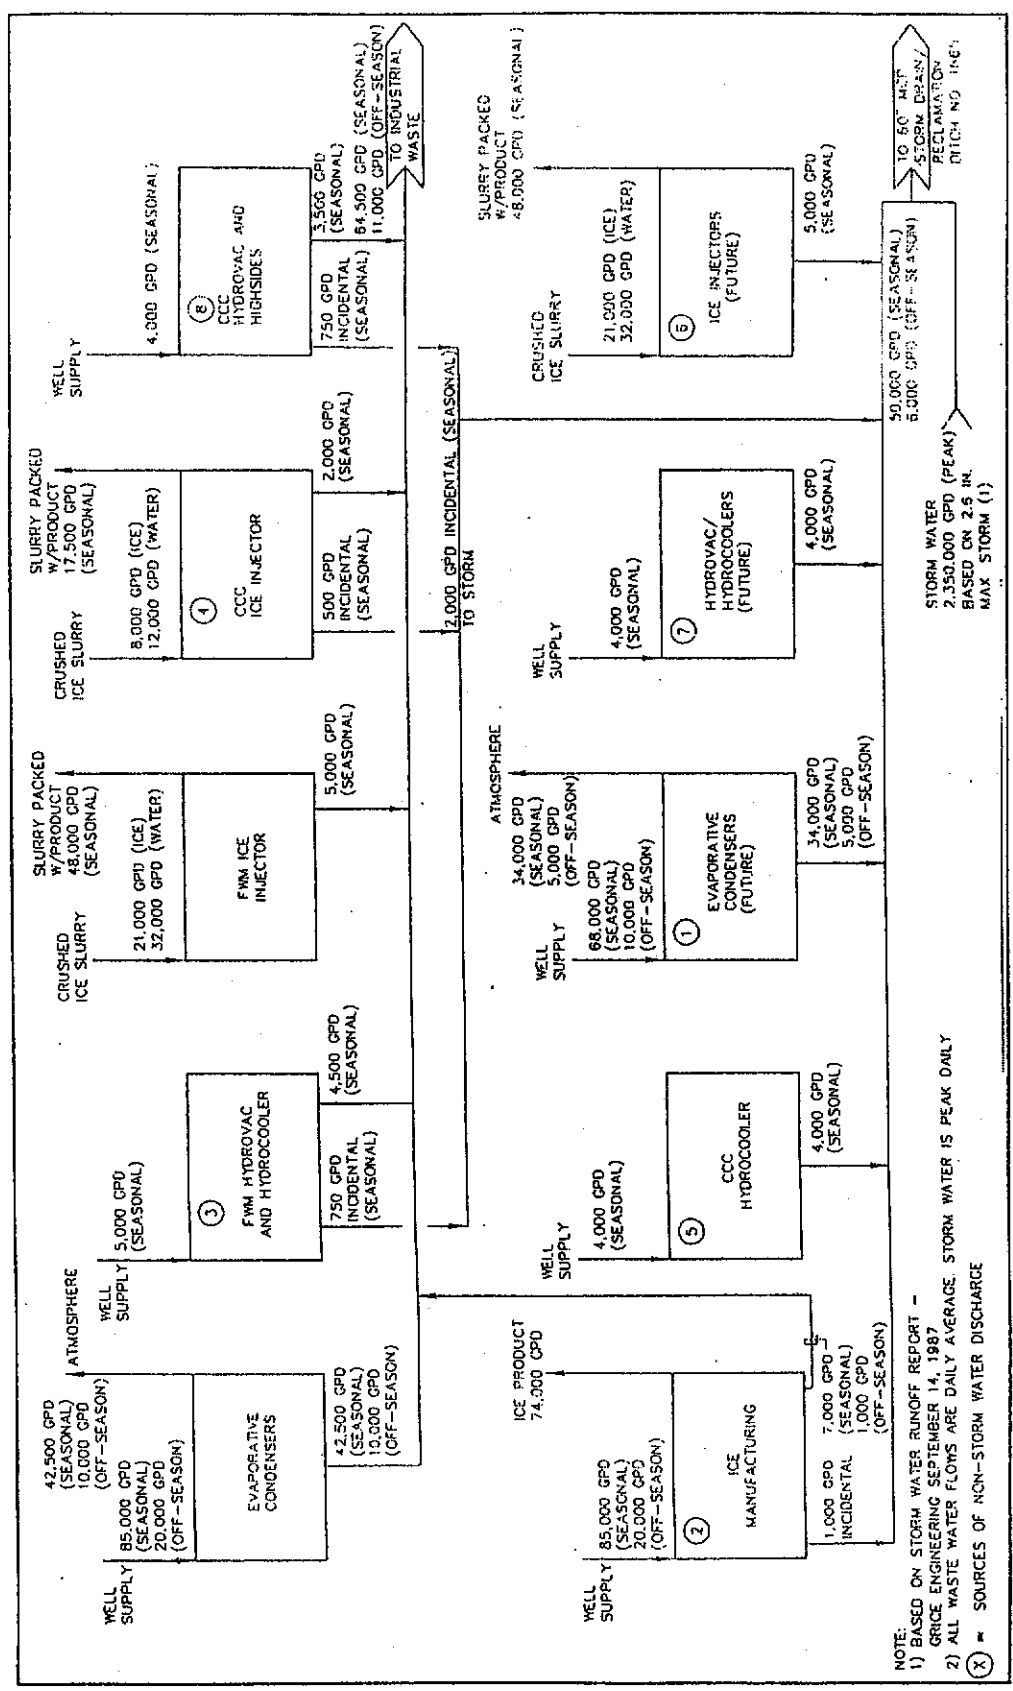 42,500 GPD
(SEASONAL)
10,000 GPD
(OFF-SEASON)
ATMOSPHERE
85,000 GPD
(SEASONAL)
20,000 GPD
(OFF-SEASON)
WELL
SUPPLY
EVAPORATIVE
CONDENSERS
42,500 GPD
(SEASONAL)
10,000 GPD
(OFF-SEASON)
WELL
SUPPLY
5,000 GPD
(SEASONAL)
3
FWM HYDROVAC
AND HYDROCOOLER
750 GPD
INCIDENTAL
(SEASONAL)
4,500 GPD
(SEASONAL)
CRUSHED
ICE SLURRY
21,000 GPD (ICE)
32,000 GPD (WATER)
SLURRY PACKED
W/PRODUCT
48,000 GPD
(SEASONAL)
FWM ICE
INJECTOR
5,000 GPD
(SEASONAL)
CRUSHED
ICE SLURRY
8,000 GPD (ICE)
12,000 GPD (WATER)
SLURRY PACKED
W/PRODUCT
17,500 GPD
(SEASONAL)
4
CCC
ICE INJECTOR
500 GPD
INCIDENTAL
(SEASONAL)
2,000 GPD
(SEASONAL)
WELL
SUPPLY
4,000 GPD (SEASONAL)
8
CCC
HYDROVAC AND
HIGHSIDES
750 GPD
INCIDENTAL
(SEASONAL)
3,500 GPD
(SEASONAL)
64,500 GPD (SEASONAL)
11,000 GPD (OFF-SEASON)
TO INDUSTRIAL
WASTE
2,000 GPD INCIDENTAL (SEASONAL)
TO STORM
WELL
SUPPLY
85,000 GPD
(SEASONAL)
20,000 GPD
(OFF-SEASON)
ICE PRODUCT
74,000 GPD
2
ICE
MANUFACTURING
1,000 GPD
INCIDENTAL
7,000 GPD
(SEASONAL)
1,000 GPD
(OFF-SEASON)
WELL
SUPPLY
4,000 GPD
(SEASONAL)
5
CCC
HYDROCOOLER
4,000 GPD
(SEASONAL)
WELL
SUPPLY
68,000 GPD
(SEASONAL)
10,000 GPD
(OFF-SEASON)
34,000 GPD
(SEASONAL)
5,000 GPD
(OFF-SEASON)
ATMOSPHERE
1
EVAPORATIVE
CONDENSERS
(FUTURE)
34,000 GPD
(SEASONAL)
5,000 GPD
(OFF-SEASON)
WELL
SUPPLY
4,000 GPD
(SEASONAL)
7
HYDROVAC/
HYDROCOOLERS
(FUTURE)
4,000 GPD
(SEASONAL)
CRUSHED
ICE SLURRY
21,000 GPD (ICE)
32,000 GPD (WATER)
SLURRY PACKED
W/PRODUCT
48,000 GPD (SEASONAL)
6
ICE INJECTORS
(FUTURE)
5,000 GPD
(SEASONAL)
50,000 GPD (SEASONAL)
6,000 GPD (OFF-SEASON)
STORM DRAIN/
RECLAMATION
DITCH NO.
STORM WATER
2,350,000 GPD (PEAK)
BASED ON 2.5 IN.
MAX STORM (1)
NOTE:
1) BASED ON STORM WATER RUNOFF REPORT -
GRICE ENGINEERING SEPTEMBER 14, 1987
2) ALL WASTE WATER FLOWS ARE DAILY AVERAGE. STORM WATER IS PEAK DAILY
(X) = SOURCES OF NON-STORM WATER DISCHARGE